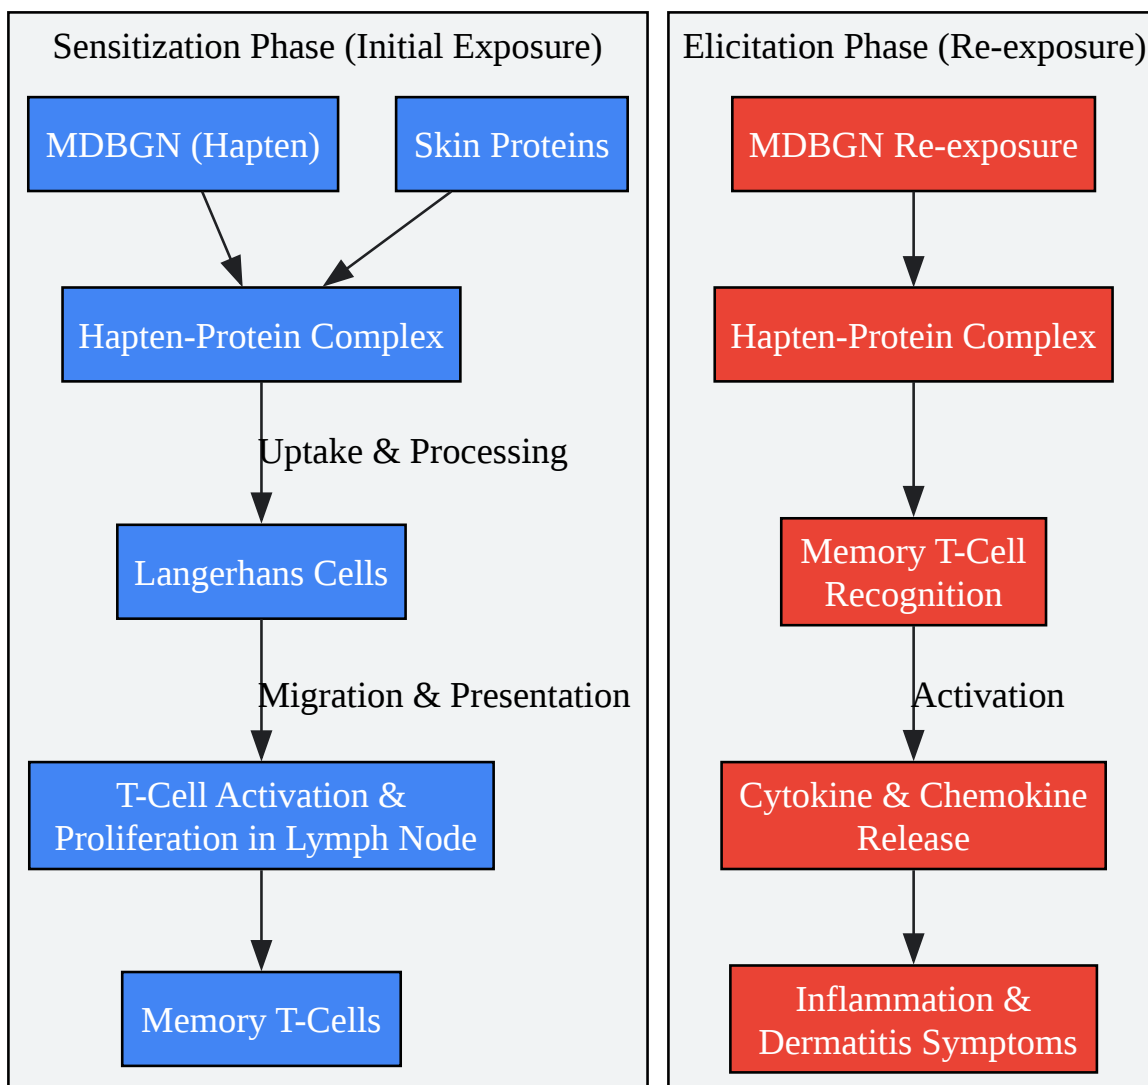 Sensitization Phase (Initial Exposure)
MDBGN (Hapten)
Skin Proteins
Hapten-Protein Complex
Uptake & Processing
Langerhans Cells
Migration & Presentation
T-Cell Activation &
Proliferation in Lymph Node
Memory T-Cells
Elicitation Phase (Re-exposure)
MDBGN Re-exposure
Hapten-Protein Complex
Memory T-Cell
Recognition
Activation
Cytokine & Chemokine
Release
Inflammation &
Dermatitis Symptoms